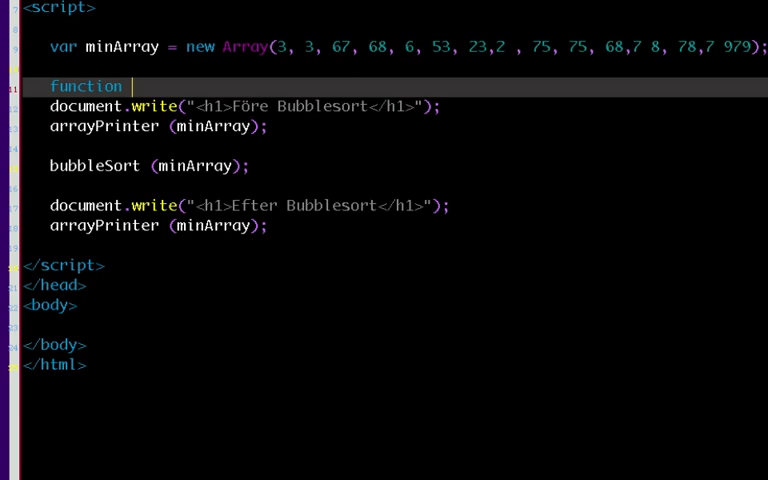 <script>
var minArray = new Array(3, 3, 67, 68, 6, 53, 23,2 , 75, 75, 68,7 8, 78,7 979);
function
document.write("<h1>Före Bubblesort</h1>");
arrayPrinter (minArray);
bubbleSort (minArray);
document.write("<h1>Efter Bubblesort</h1>");
arrayPrinter (minArray);
</script>
</head>
<body>
</body>
</html>